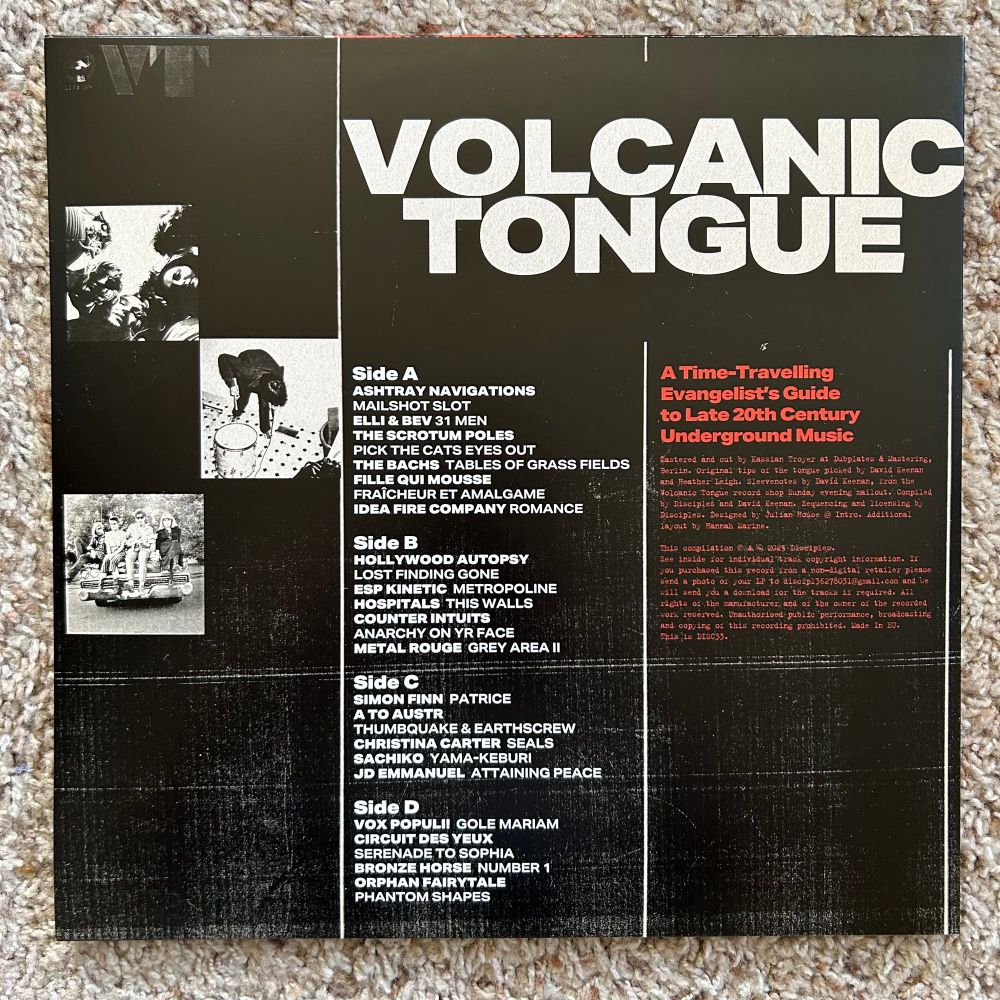 VT
VOLCANIC
TONGUE
Side A
ASHTRAY NAVIGATIONS
MAILSHOT SLOT
ELLI & BEV 31 MEN
THE SCROTUM POLES
PICK THE CATS EYES OUT
THE BACHS TABLES OF GRASS FIELDS
FILLE QUI MOUSSE
FRAÎCHEUR ET AMALGAME
IDEA FIRE COMPANY ROMANCE
Side B
HOLLYWOOD AUTOPSY
LOST FINDING GONE
ESP KINETIC METROPOLINE
HOSPITALS THIS WALLS
COUNTER INTUITS
ANARCHY ON YR FACE
METAL ROUGE GREY AREA II
Side C
SIMON FINN PATRICE
A TO AUSTR
THUMBQUAKE & EARTHSCREW
CHRISTINA CARTER SEALS
SACHIKO YAMA-KEBURI
JD EMMANUEL ATTAINING PEACE
Side D
VOX POPULI! GOLE MARIAM
CIRCUIT DES YEUX
SERENADE TO SOPHIA
BRONZE HORSE NUMBER 1
ORPHAN FAIRYTALE
PHANTOM SHAPES
A Time-Travelling
Evangelist's Guide
to Late 20th Century
Underground Music
Mastered and cut by Kassian Troyer at Dubplates & Mastering,
Berlin. Original tips of the tongue picked by David Keenan
and Heather Leigh. Sleevenotes by David Keenan, from the
Volcanic Tongue record shop Sunday evening mailout. Compiled
by Disciples and David Keenan. Sequencing and licensing by
Disciples. Designed by Julian House @ Intro. Additional
layout by Hannah Marine.
This compilation ℗ & © 2025 Disciples.
See inside for individual track copyright information. If
you purchased this record from a non-digital retailer please
send a photo of your LP to discipl36278031@gmail.com and we
will send you a download for the tracks if required. All
rights of the manufacturer and of the owner of the recorded
work reserved. Unauthorised public performance, broadcasting
and copying of this recording prohibited. Made In EU.
This is DISC33.